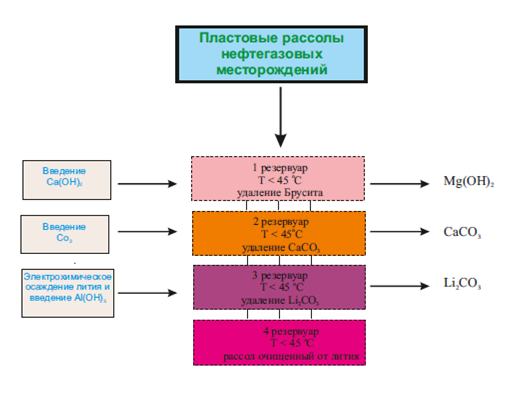 Пластовые рассолы
нефтегазовых
месторождений
Введение
Ca(OH)₂
1 резервуар
T < 45 °C
удаление Брусита
Mg(OH)₂
Введение
Co₃
2 резервуар
T < 45°C
удаление CaCO₃
CaCO₃
Электрохимическое
осаждение лития и
введение Al(OH)₃
3 резервуар
T < 45 °C
удаление Li₂CO₃
Li₂CO₃
4 резервуар
T < 45 °C
рассол очищенный от лития